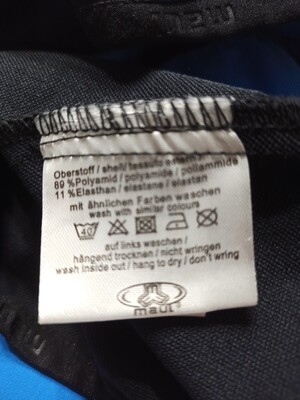 Oberstoff / shell / tessuto esterno
89 % Polyamid / polyamide / poliammide
11 % Elasthan / elastane / elastan
mit ähnlichen Farben waschen
wash with similar colours
40
auf links waschen /
hängend trocknen / nicht wringen
wash inside out / hang to dry / don't wring
maul